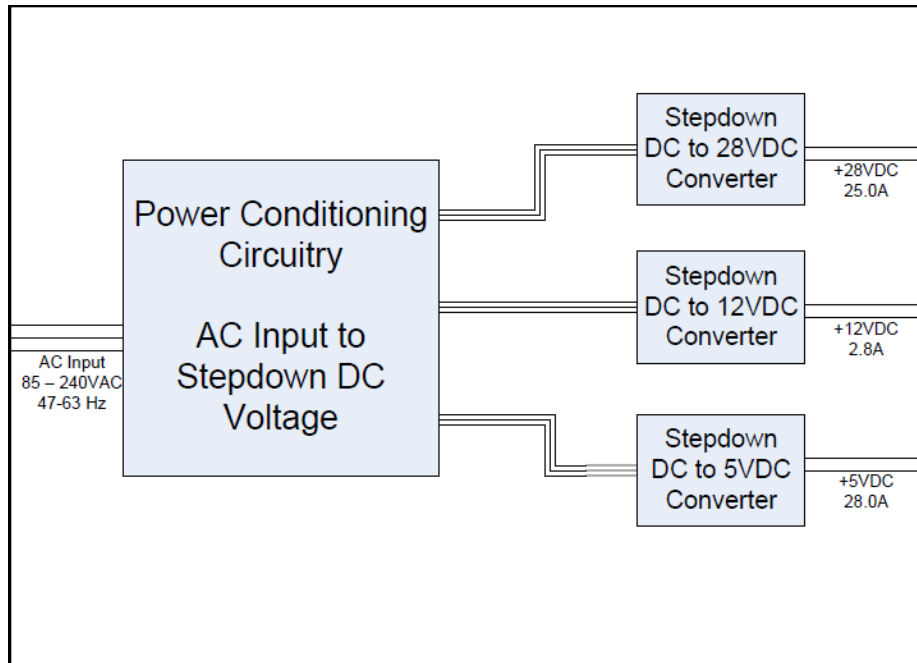 AC Input
85 – 240VAC
47-63 Hz
Power Conditioning
Circuitry
AC Input to
Stepdown DC
Voltage
Stepdown
DC to 28VDC
Converter
+28VDC
25.0A
Stepdown
DC to 12VDC
Converter
+12VDC
2.8A
Stepdown
DC to 5VDC
Converter
+5VDC
28.0A